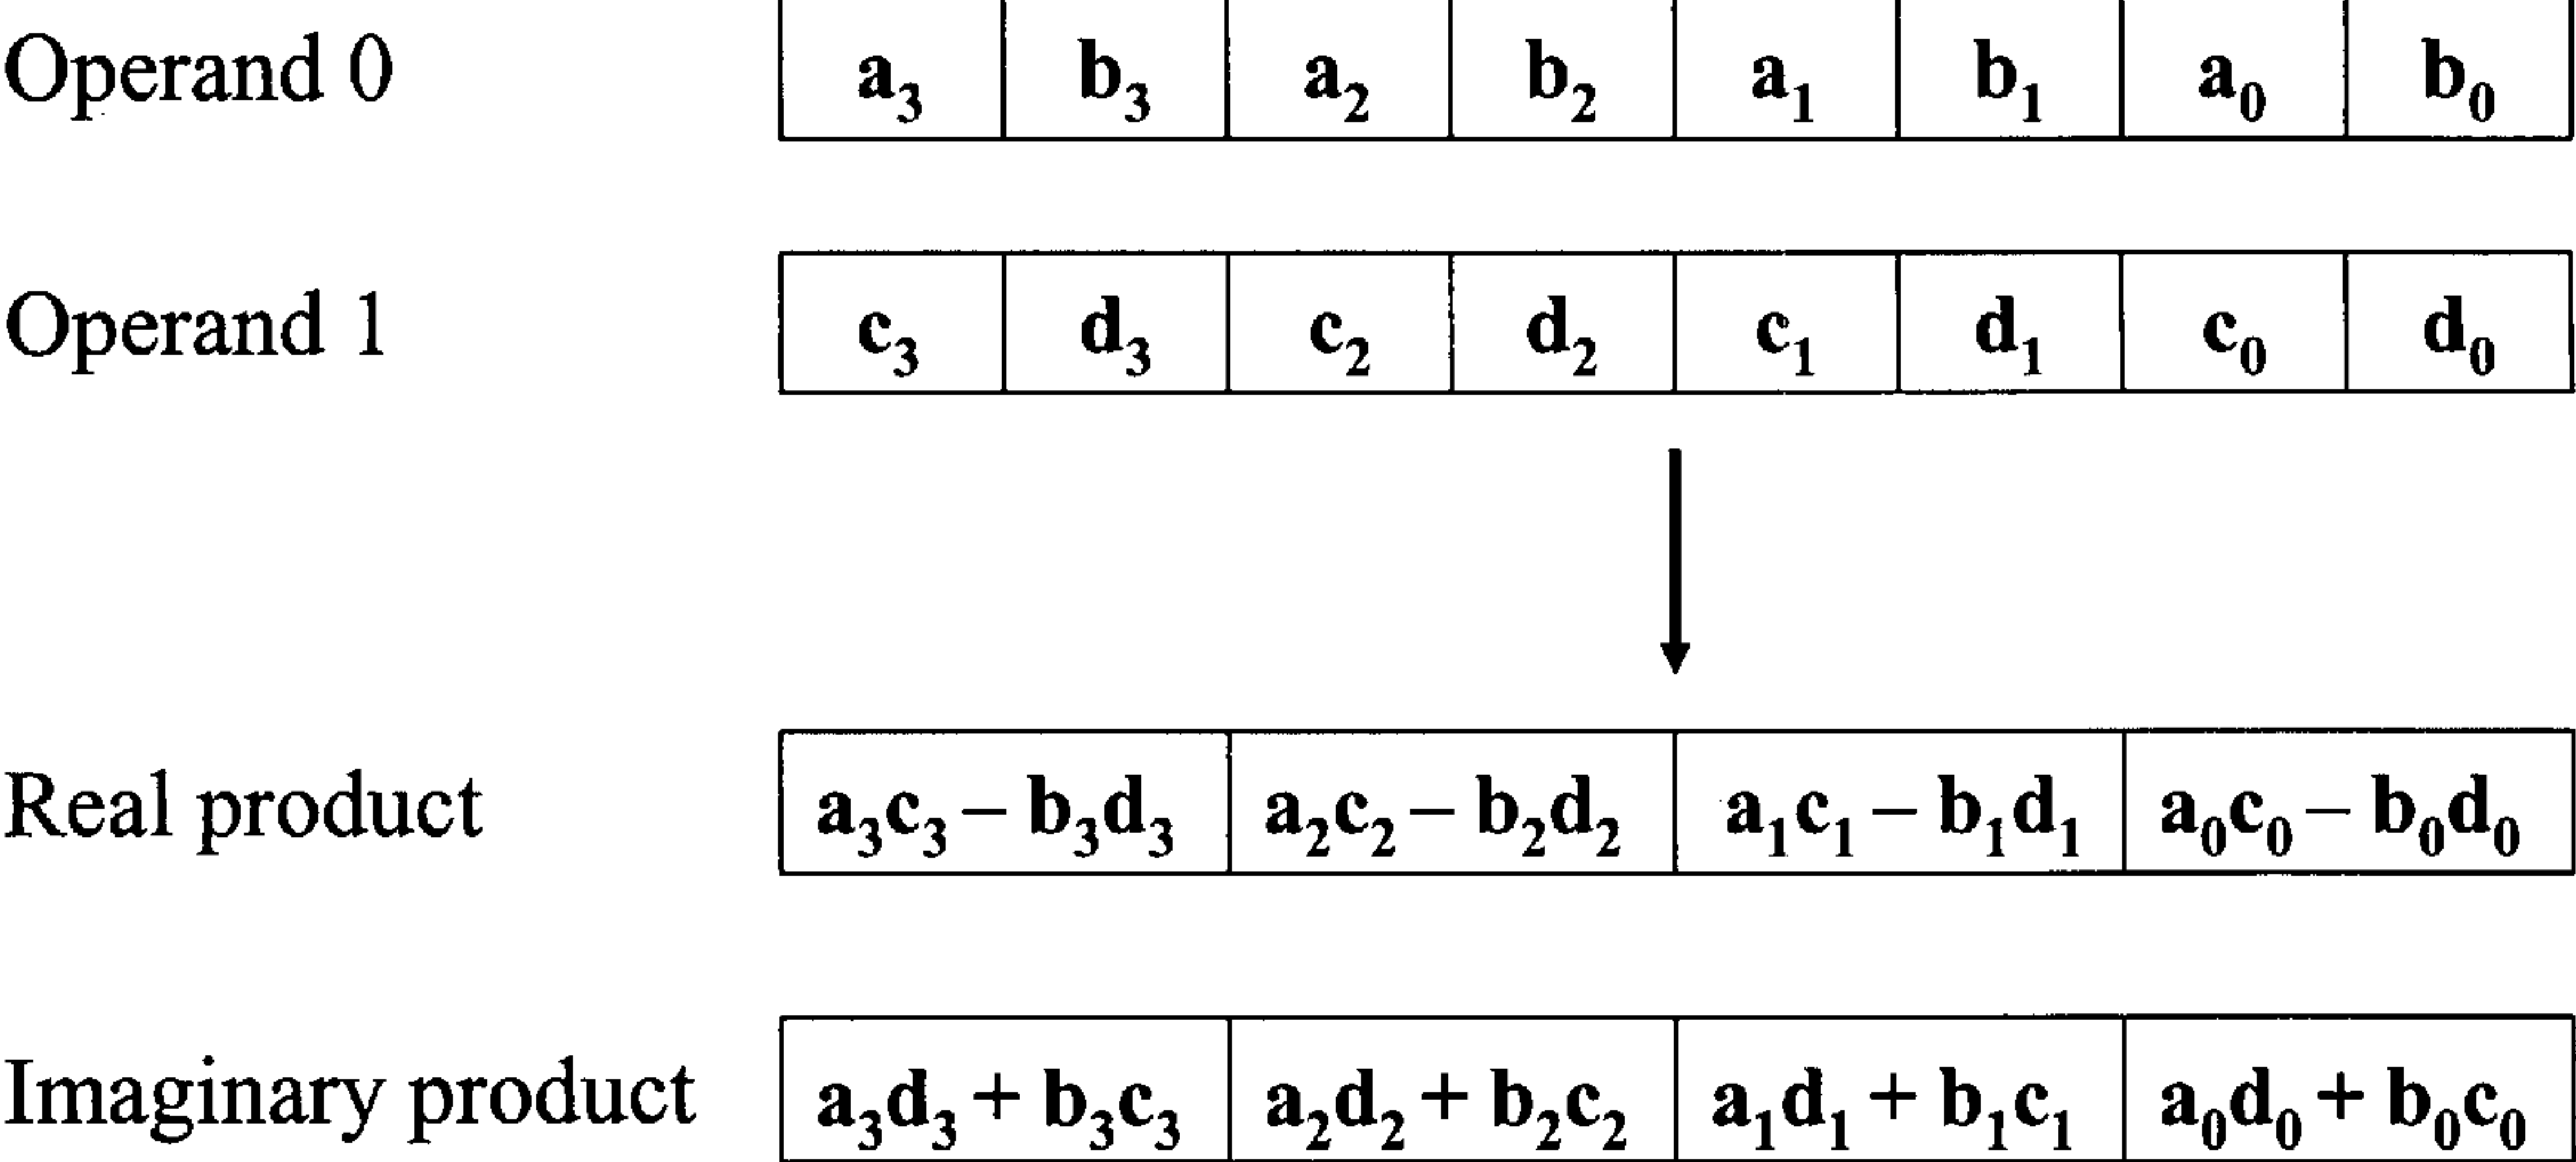 Operand 0 a₃ b₃ a₂ b₂ a₁ b₁ a₀ b₀
Operand 1 c₃ d₃ c₂ d₂ c₁ d₁ c₀ d₀
Real product a₃c₃ – b₃d₃ a₂c₂ – b₂d₂ a₁c₁ – b₁d₁ a₀c₀ – b₀d₀
Imaginary product a₃d₃ + b₃c₃ a₂d₂ + b₂c₂ a₁d₁ + b₁c₁ a₀d₀ + b₀c₀